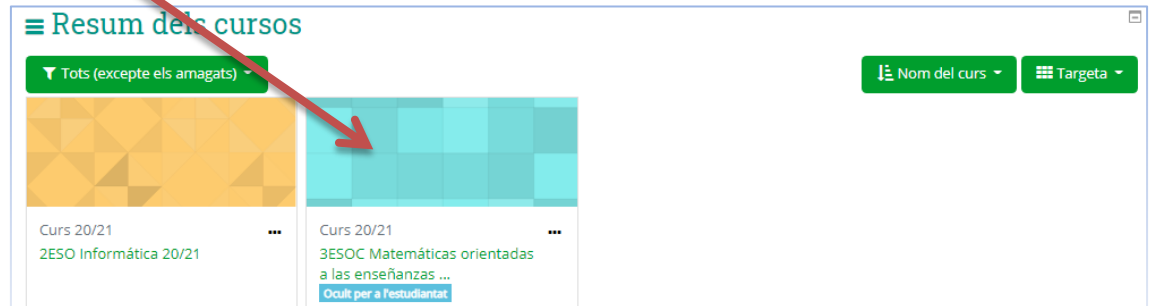 Resum dels cursos
Tots (excepte els amagats)
Nom del curs
Targeta
Curs 20/21
2ESO Informática 20/21
Curs 20/21
3ESOC Matemáticas orientadas
a las enseñanzas ...
Ocult per a l'estudiantat